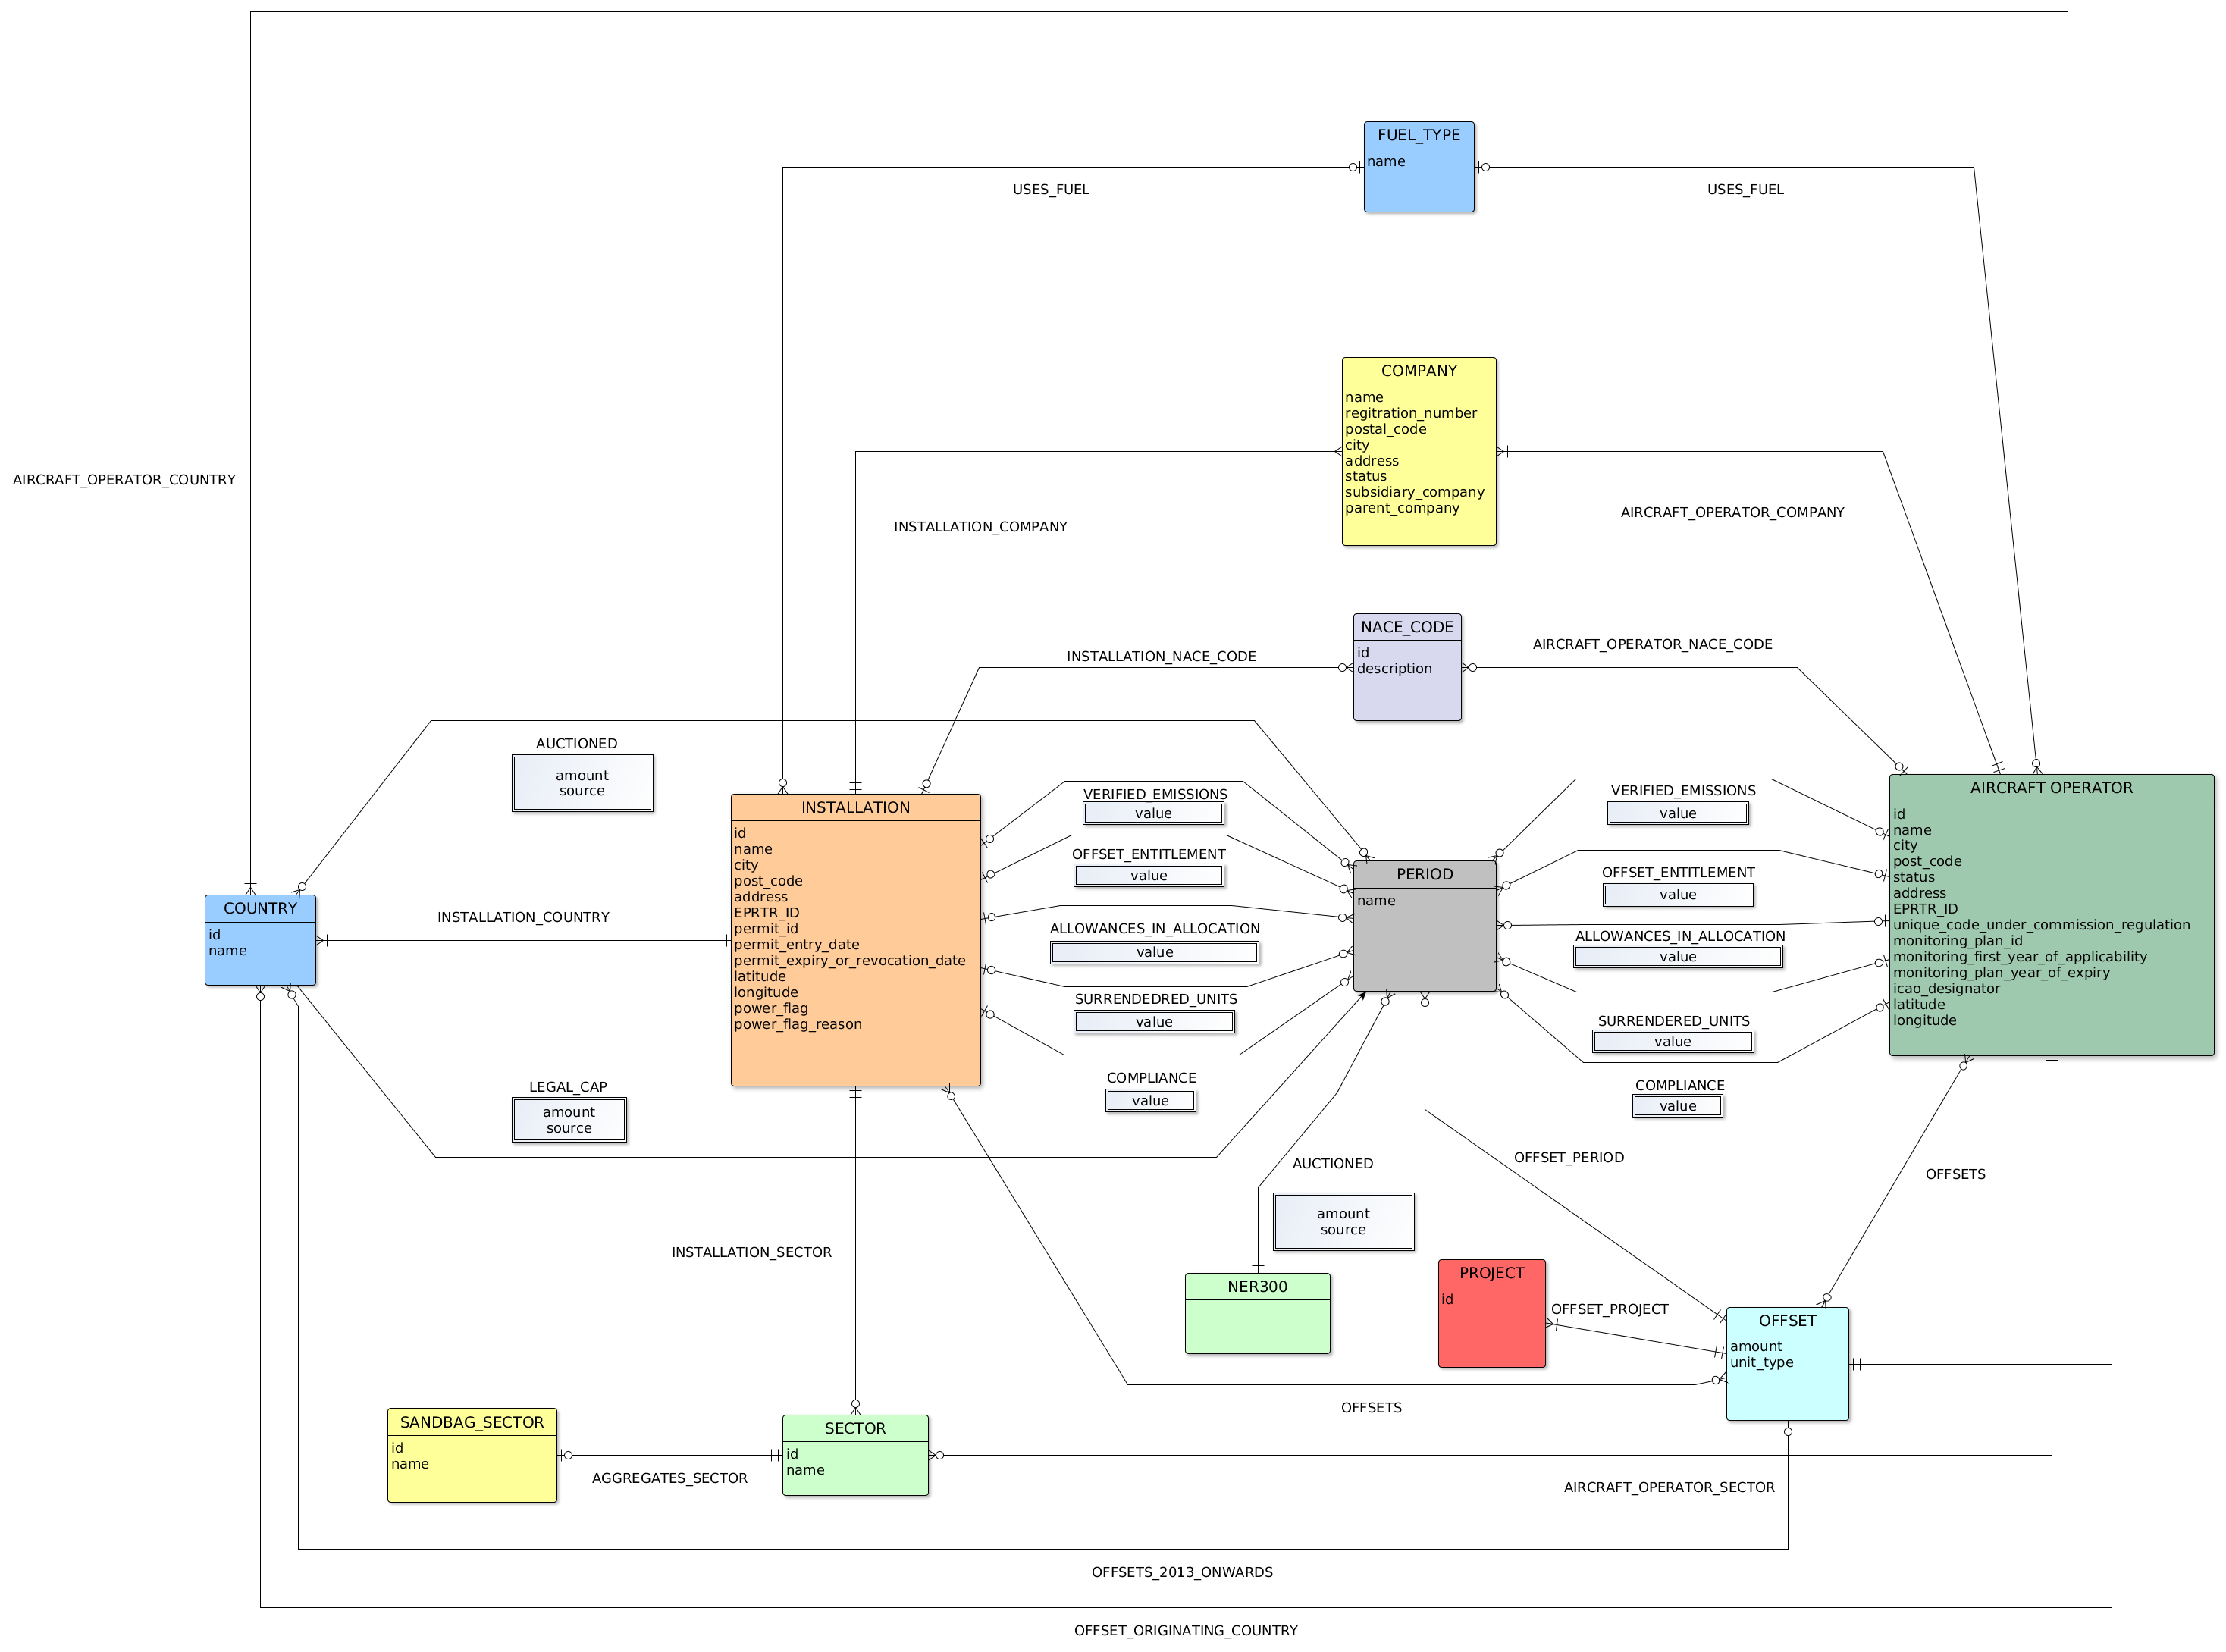 FUEL_TYPE
name
USES_FUEL
USES_FUEL
COMPANY
name
regitration_number
postal_code
city
address
status
subsidiary_company
parent_company
AIRCRAFT_OPERATOR_COUNTRY
INSTALLATION_COMPANY
AIRCRAFT_OPERATOR_COMPANY
NACE_CODE
id
description
INSTALLATION_NACE_CODE
AIRCRAFT_OPERATOR_NACE_CODE
AUCTIONED
amount
source
INSTALLATION
id
name
city
post_code
address
EPRTR_ID
permit_id
permit_entry_date
permit_expiry_or_revocation_date
latitude
longitude
power_flag
power_flag_reason
VERIFIED_EMISSIONS
value
OFFSET_ENTITLEMENT
value
ALLOWANCES_IN_ALLOCATION
value
SURRENDEDRED_UNITS
value
COMPLIANCE
value
PERIOD
name
VERIFIED_EMISSIONS
value
OFFSET_ENTITLEMENT
value
ALLOWANCES_IN_ALLOCATION
value
SURRENDERED_UNITS
value
COMPLIANCE
value
AIRCRAFT OPERATOR
id
name
city
post_code
status
address
EPRTR_ID
unique_code_under_commission_regulation
monitoring_plan_id
monitoring_first_year_of_applicability
monitoring_plan_year_of_expiry
icao_designator
latitude
longitude
COUNTRY
id
name
INSTALLATION_COUNTRY
LEGAL_CAP
amount
source
AUCTIONED
amount
source
OFFSET_PERIOD
OFFSETS
INSTALLATION_SECTOR
NER300
PROJECT
id
OFFSET_PROJECT
OFFSET
amount
unit_type
OFFSETS
SANDBAG_SECTOR
id
name
AGGREGATES_SECTOR
SECTOR
id
name
AIRCRAFT_OPERATOR_SECTOR
OFFSETS_2013_ONWARDS
OFFSET_ORIGINATING_COUNTRY